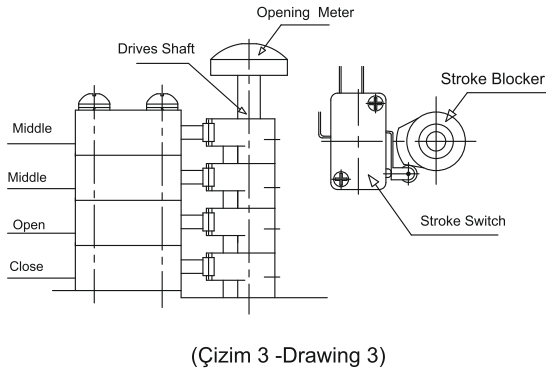 Opening Meter
Drives Shaft
Stroke Blocker
Middle
Middle
Open
Stroke Switch
Close
(Çizim 3 -Drawing 3)